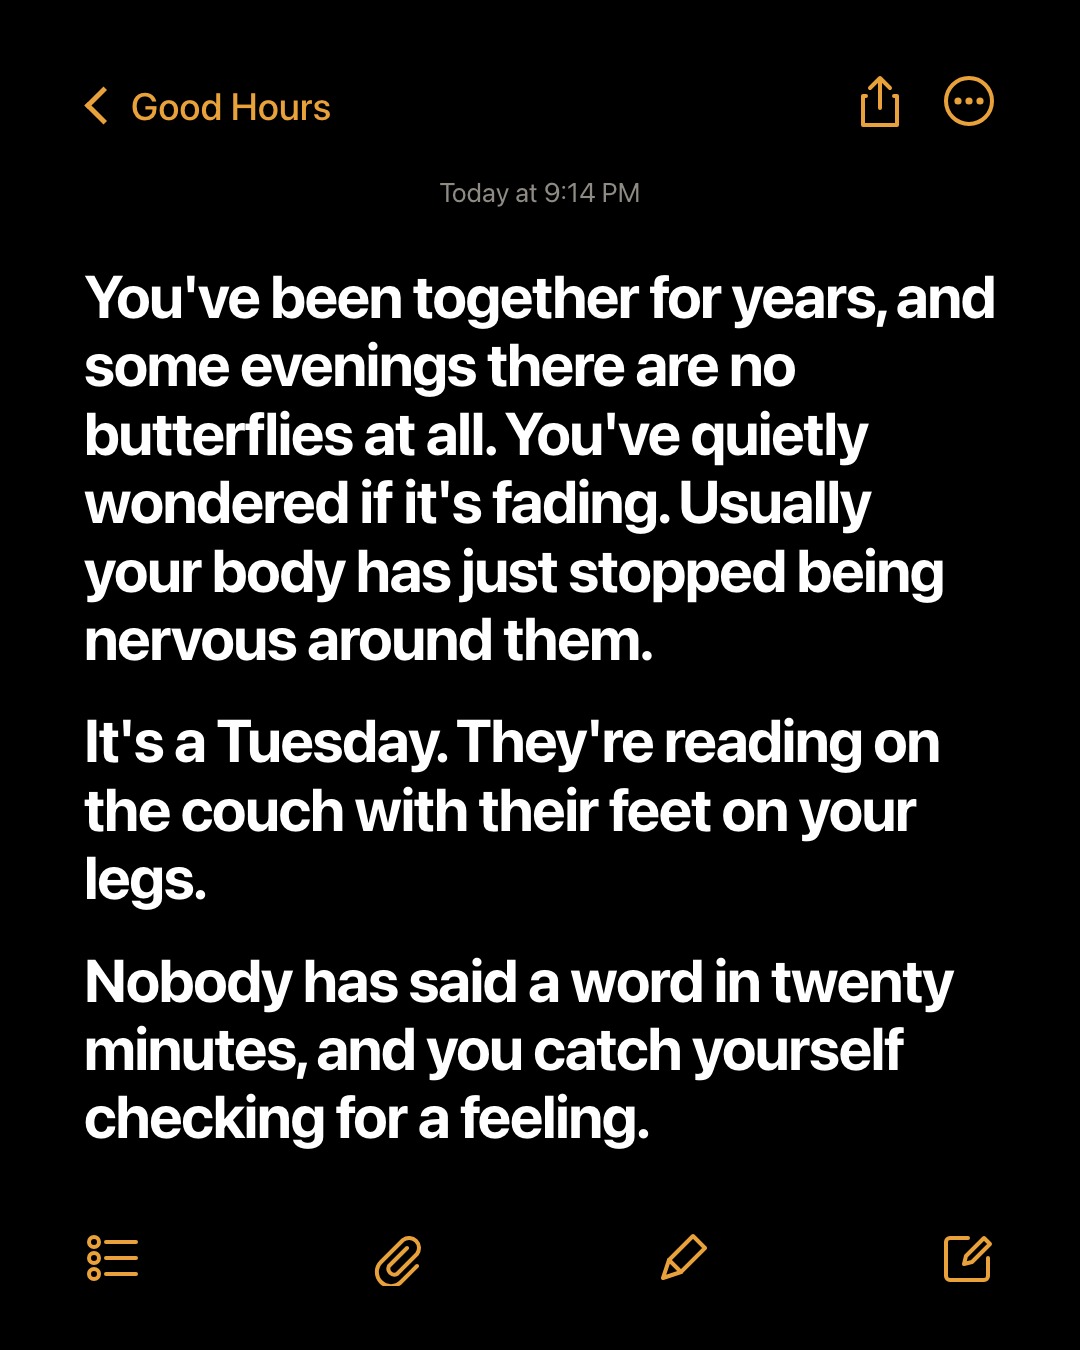 Good Hours
Today at 9:14 PM
You've been together for years, and
some evenings there are no
butterflies at all. You've quietly
wondered if it's fading. Usually
your body has just stopped being
nervous around them.
It's a Tuesday. They're reading on
the couch with their feet on your
legs.
Nobody has said a word in twenty
minutes, and you catch yourself
checking for a feeling.